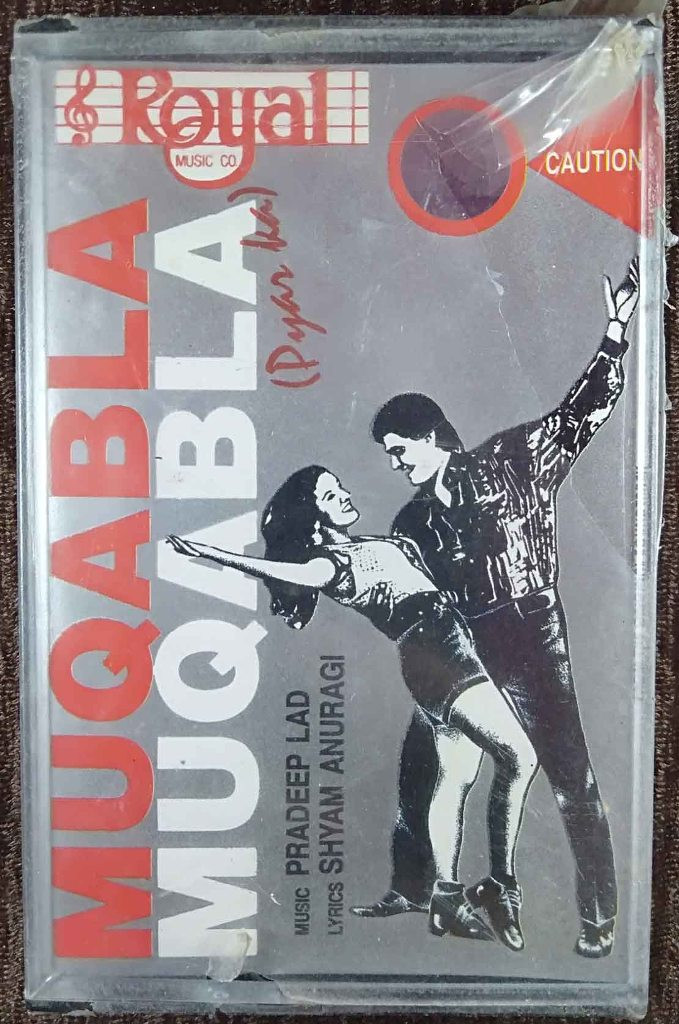 Royal
MUSIC CO.
CAUTION
MUQABLA
MUQABLA
(Pyar ka)
MUSIC PRADEEP LAD
LYRICS SHYAM ANURAGI